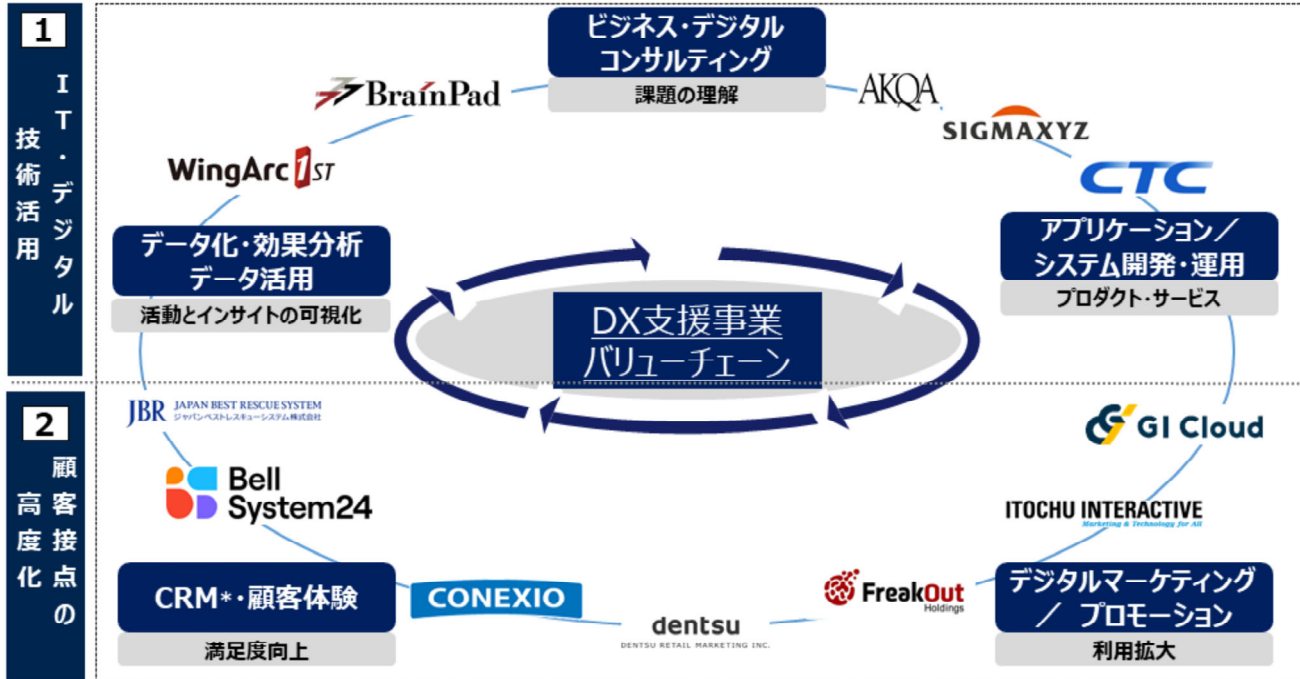 1
IT・デジタル
技術活用
ビジネス・デジタル
コンサルティング
課題の理解
BrainPad
AKQA
SIGMAXYZ
WingArc 1ST
CTC
データ化・効果分析
データ活用
活動とインサイトの可視化
アプリケーション／
システム開発・運用
プロダクト・サービス
DX支援事業
バリューチェーン
2
顧客接点の
高度化
JBR JAPAN BEST RESCUE SYSTEM
ジャパンベストレスキューシステム株式会社
GI Cloud
Bell
System24
ITOCHU INTERACTIVE
Marketing & Technology for All
CRM*・顧客体験
満足度向上
CONEXIO
dentsu
DENTSU RETAIL MARKETING INC.
FreakOut
Holdings
デジタルマーケティング
／ プロモーション
利用拡大